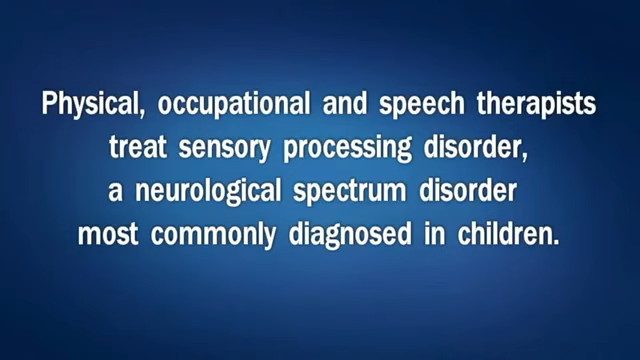 Physical, occupational and speech therapists
treat sensory processing disorder,
a neurological spectrum disorder
most commonly diagnosed in children.